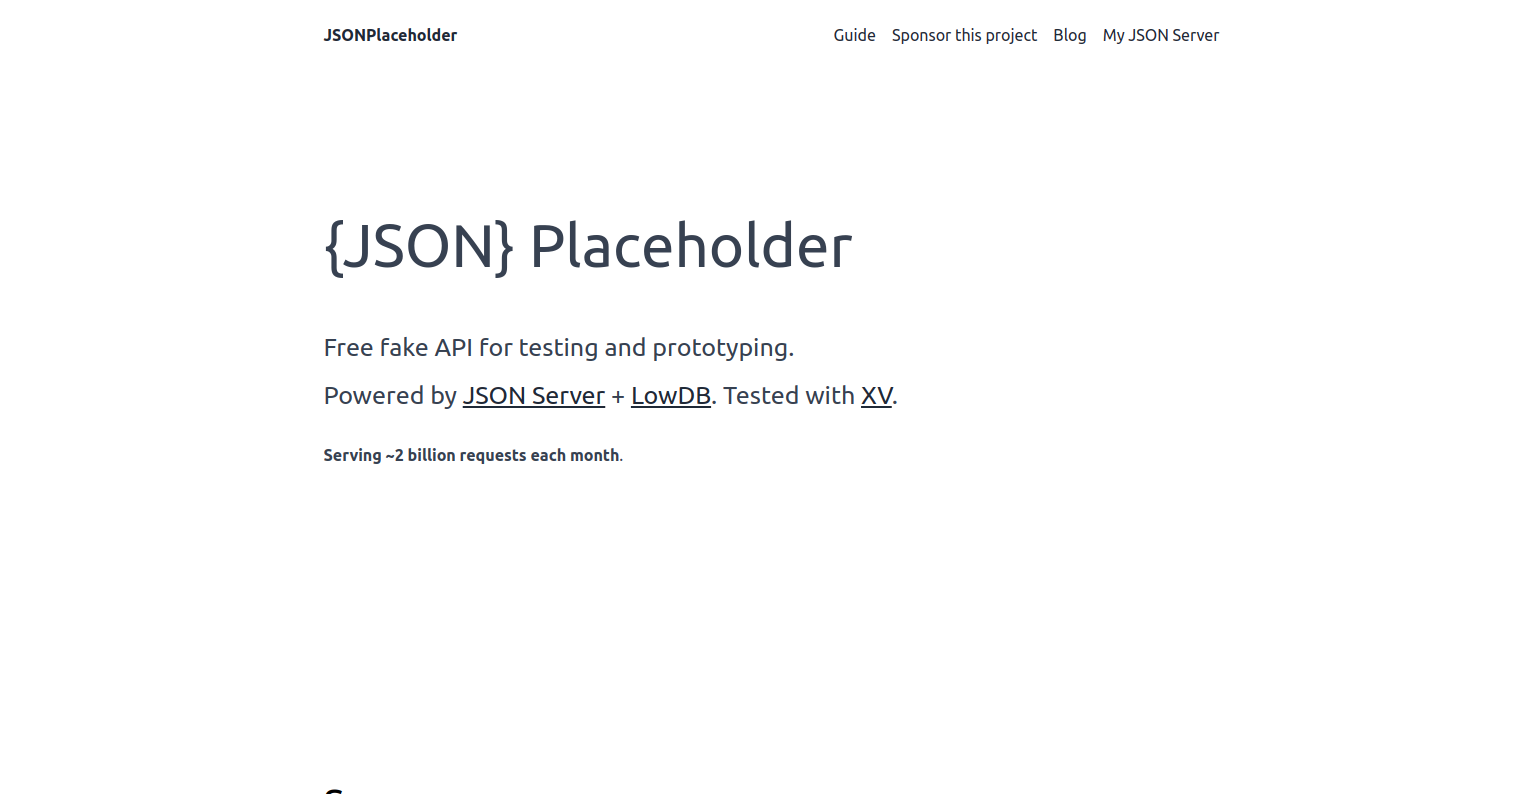 JSONPlaceholder
Guide Sponsor this project Blog My JSON Server
{JSON} Placeholder
Free fake API for testing and prototyping.
Powered by JSON Server + LowDB. Tested with XV.
Serving ~2 billion requests each month.